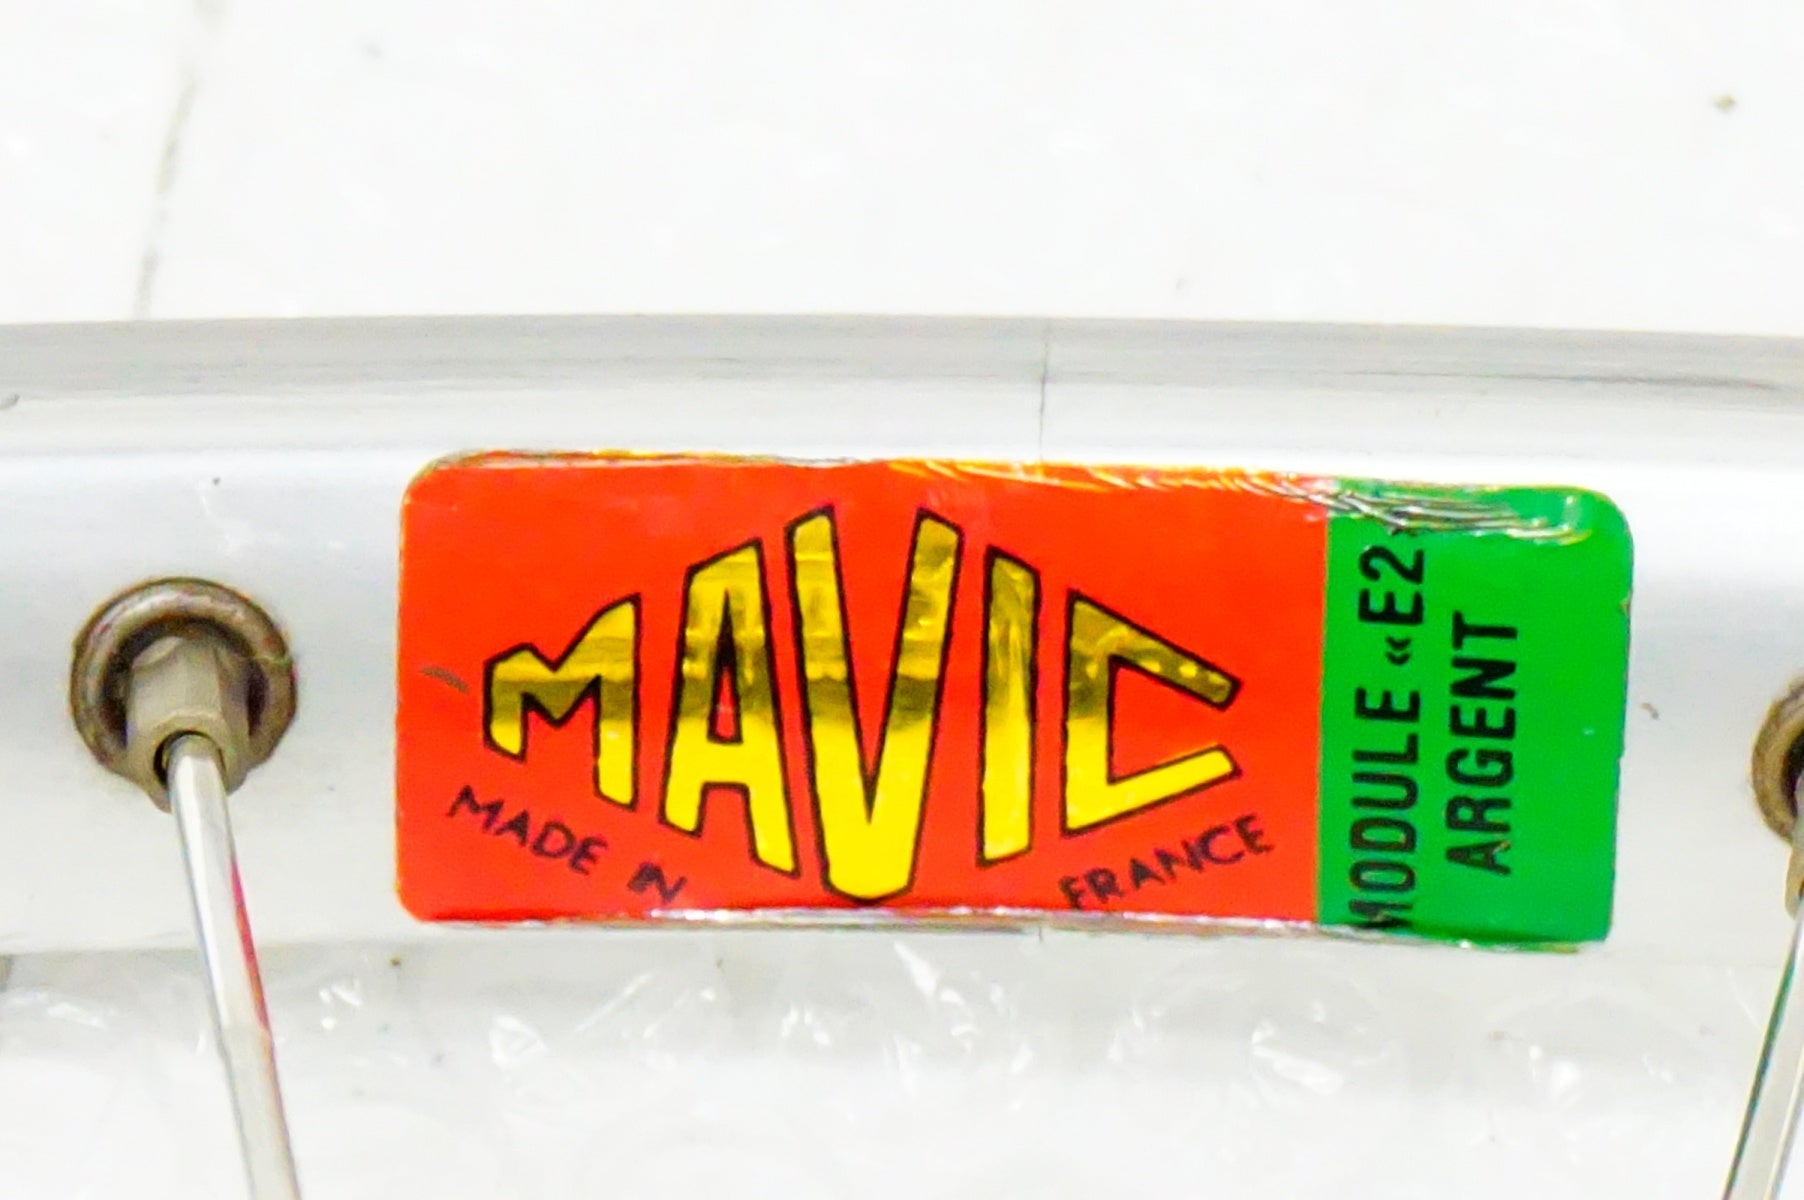 MAVIC
MADE IN FRANCE
MODULE «E2»
ARGENT